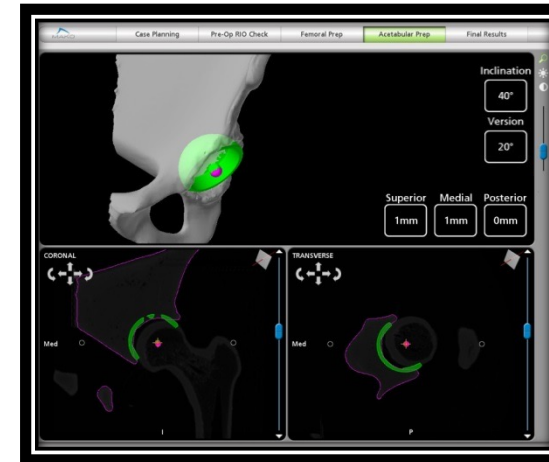 MAKO
Case Planning Pre-Op RIO Check Femoral Prep Acetabular Prep Final Results
Inclination
40°
Version
20°
Superior Medial Posterior
1mm 1mm 0mm
CORONAL TRANSVERSE
Med Med
I P